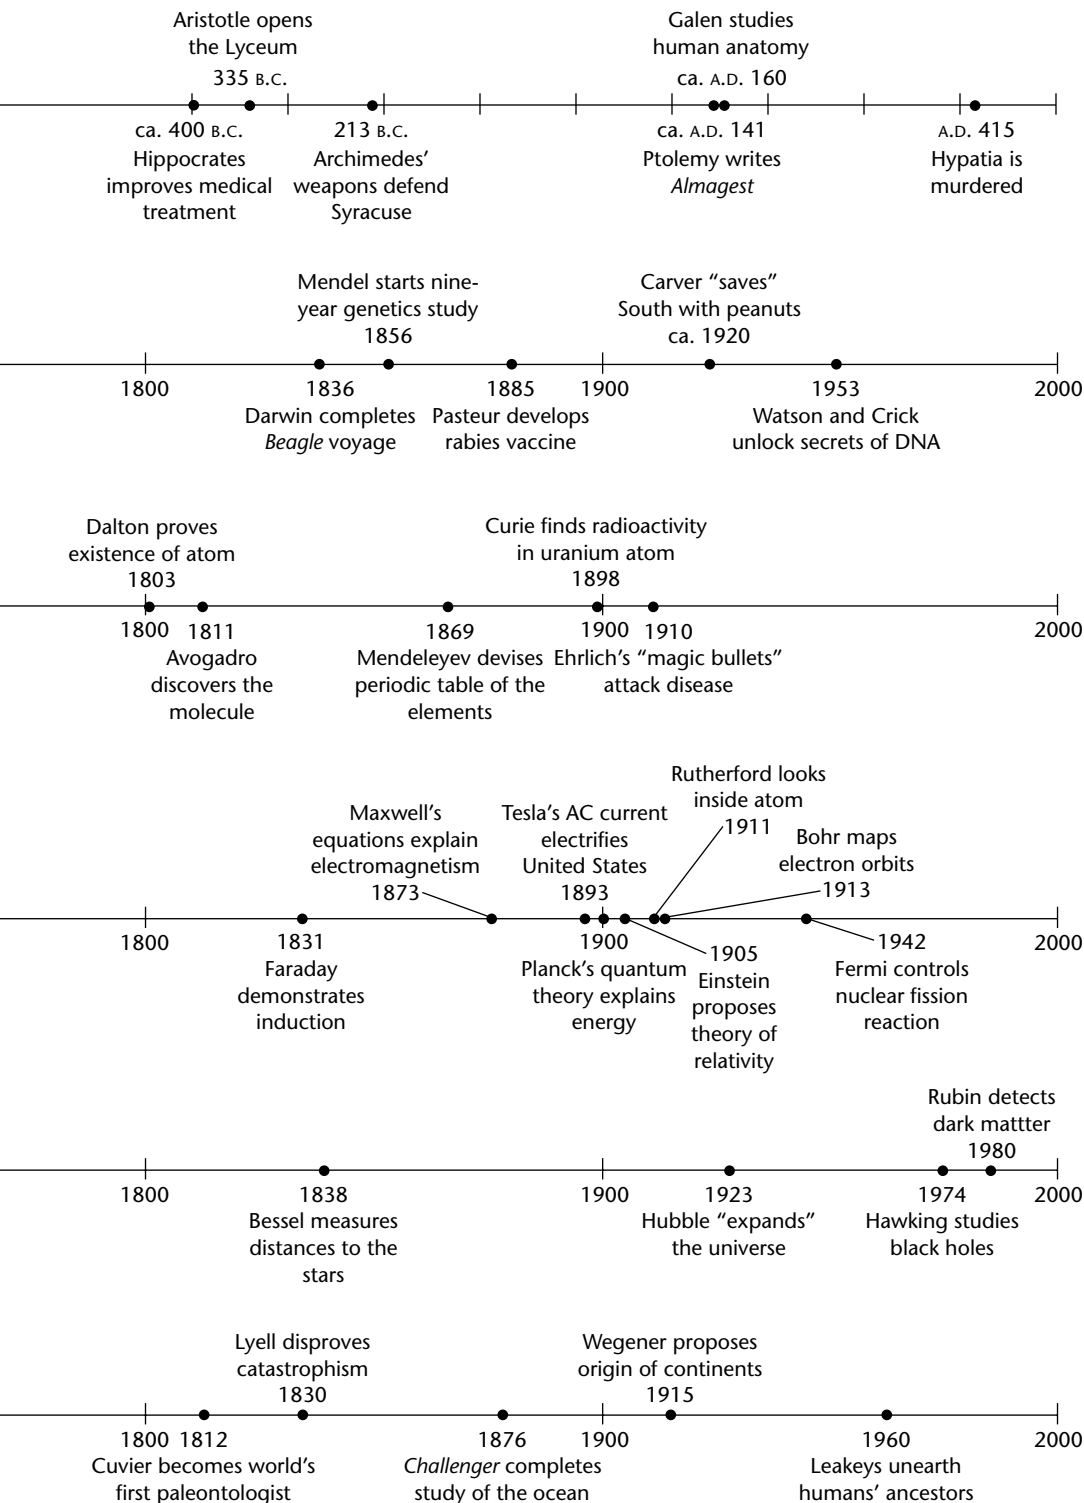 Aristotle opens
the Lyceum
335 B.C.
Galen studies
human anatomy
ca. A.D. 160
ca. 400 B.C.
Hippocrates
improves medical
treatment
213 B.C.
Archimedes’
weapons defend
Syracuse
ca. A.D. 141
Ptolemy writes
Almagest
A.D. 415
Hypatia is
murdered
Mendel starts nine-
year genetics study
1856
Carver “saves”
South with peanuts
ca. 1920
1800
1836
Darwin completes
Beagle voyage
1885
Pasteur develops
rabies vaccine
1900
1953
Watson and Crick
unlock secrets of DNA
2000
Dalton proves
existence of atom
1803
Curie finds radioactivity
in uranium atom
1898
1800
1811
Avogadro
discovers the
molecule
1869
Mendeleyev devises
periodic table of the
elements
1900
1910
Ehrlich’s “magic bullets”
attack disease
2000
Maxwell’s
equations explain
electromagnetism
1873
Tesla’s AC current
electrifies
United States
1893
Rutherford looks
inside atom
1911
Bohr maps
electron orbits
1913
1800
1831
Faraday
demonstrates
induction
1900
Planck’s quantum
theory explains
energy
1905
Einstein
proposes
theory of
relativity
1942
Fermi controls
nuclear fission
reaction
2000
Rubin detects
dark mattter
1980
1800
1838
Bessel measures
distances to the
stars
1900
1923
Hubble “expands”
the universe
1974
Hawking studies
black holes
2000
Lyell disproves
catastrophism
1830
Wegener proposes
origin of continents
1915
1800
1812
Cuvier becomes world’s
first paleontologist
1876
Challenger completes
study of the ocean
1900
1960
Leakeys unearth
humans’ ancestors
2000